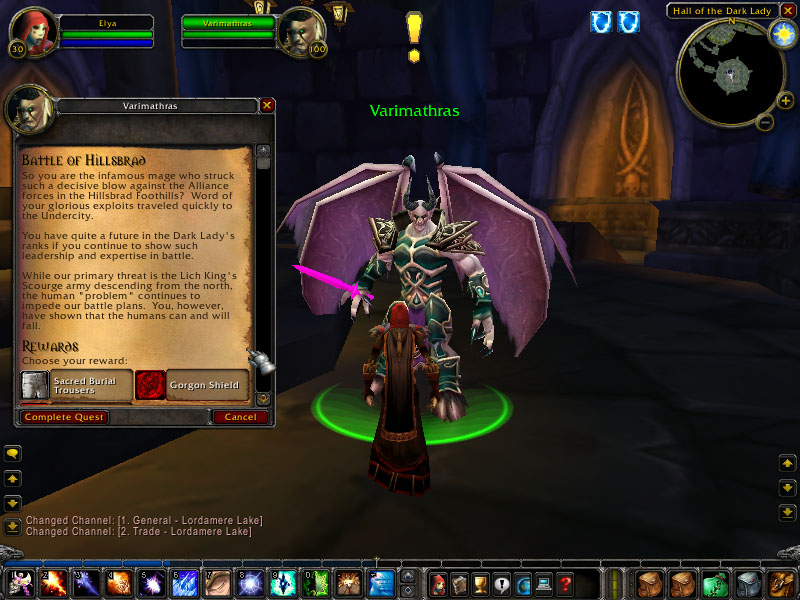 Elya
30
Varimathras
100
Hall of the Dark Lady
N
Varimathras
Varimathras
Battle of Hillsbrad
So you are the infamous mage who struck
such a decisive blow against the Alliance
forces in the Hillsbrad Foothills? Word of
your glorious exploits traveled quickly to
the Undercity.
You have quite a future in the Dark Lady's
ranks if you continue to show such
leadership and expertise in battle.
While our primary threat is the Lich King's
Scourge army descending from the north,
the human "problem" continues to
impede our battle plans. You, however,
have shown that the humans can and will
fall.
Rewards
Choose your reward:
Sacred Burial
Trousers
Gorgon Shield
Complete Quest
Cancel
Changed Channel: [1. General - Lordamere Lake]
Changed Channel: [2. Trade - Lordamere Lake]